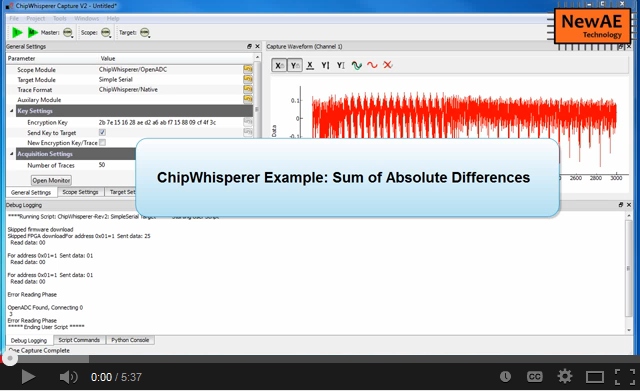 ChipWhisperer Capture V2 - Untitled*
File Project Tools Windows Help
NewAE
Technology
Master: Scope: Target:
General Settings
Capture Waveform (Channel 1)
Parameter Value
Scope Module ChipWhisperer/OpenADC
Target Module Simple Serial
Trace Format ChipWhisperer/Native
Auxilary Module
Key Settings
Encryption Key 2b 7e 15 16 28 ae d2 a6 ab f7 15 88 09 cf 4f 3c
Send Key to Target
New Encryption Key/Trace
Acquisition Settings
Number of Traces 50
Open Monitor
General Settings Scope Settings Target Set
0.1
0
-0.1
Data
2000 2500 3000
ChipWhisperer Example: Sum of Absolute Differences
Debug Logging
****Running Script: ChipWhisperer-Rev2: SimpleSerial Target
Skipped firmware download
Skipped FPGA downloadFor address 0x01=1 Sent data: 25
Read data: 00
For address 0x01=1 Sent data: 01
Read data: 00
For address 0x01=1 Sent data: 01
Read data: 00
Error Reading Phase
OpenADC Found, Connecting 0
3
Error Reading Phase
***** Ending User Script *****
Debug Logging Script Commands Python Console
Capture Complete
0:00 / 5:37
CC